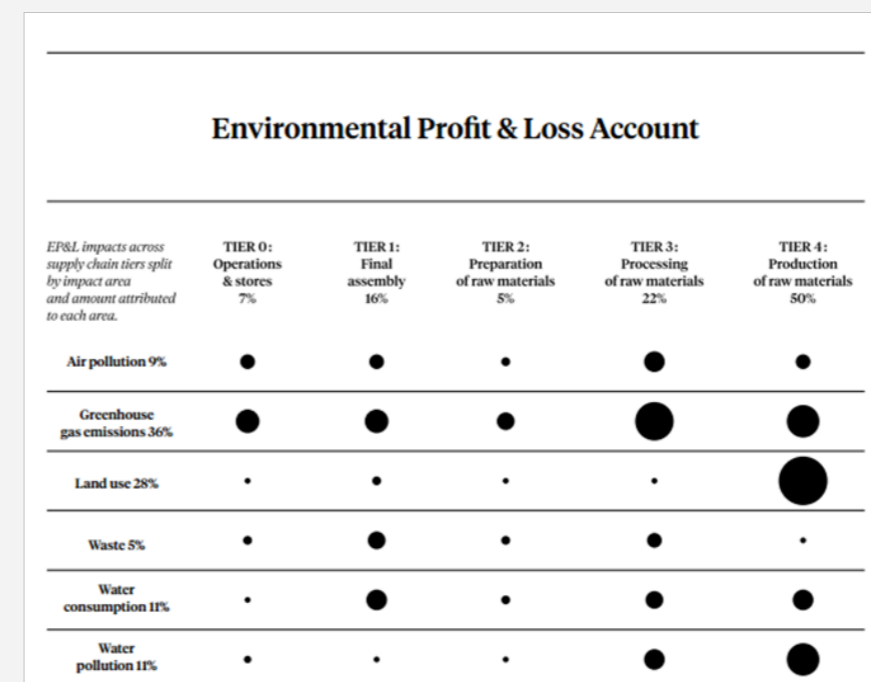 Environmental Profit & Loss Account
EP&L impacts across
supply chain tiers split
by impact area
and amount attributed
to each area.
TIER 0:
Operations
& stores
7%
TIER 1:
Final
assembly
16%
TIER 2:
Preparation
of raw materials
5%
TIER 3:
Processing
of raw materials
22%
TIER 4:
Production
of raw materials
50%
Air pollution 9%
Greenhouse
gas emissions 36%
Land use 28%
Waste 5%
Water
consumption 11%
Water
pollution 11%